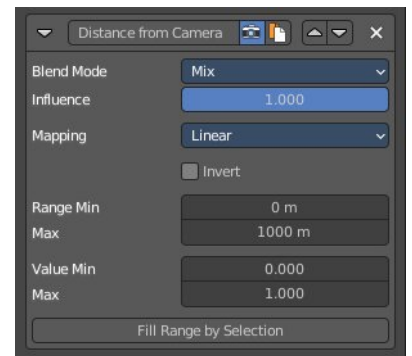 Distance from Camera
Blend Mode Mix
Influence 1.000
Mapping Linear
Invert
Range Min 0 m
Max 1000 m
Value Min 0.000
Max 1.000
Fill Range by Selection